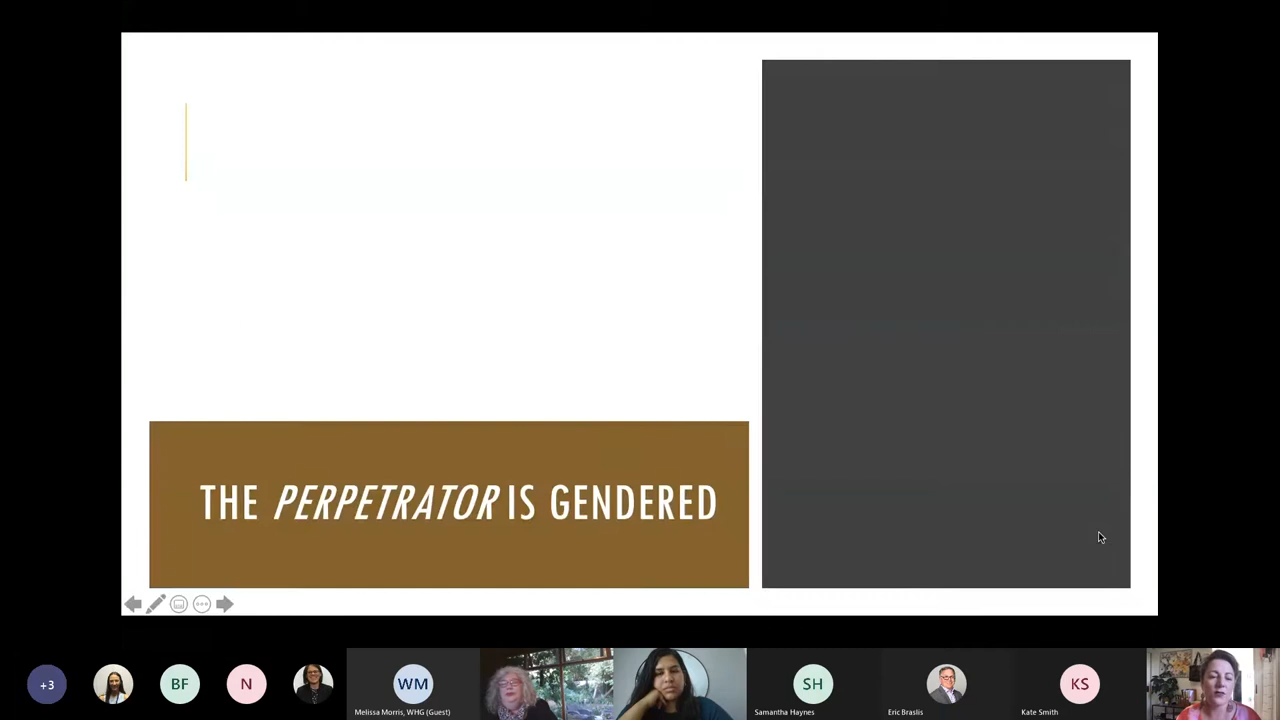 THE PERPETRATOR IS GENDERED
+3
BF
N
WM
Melissa Morris, WHG (Guest)
SH
Samantha Haynes
Eric Braslis
KS
Kate Smith